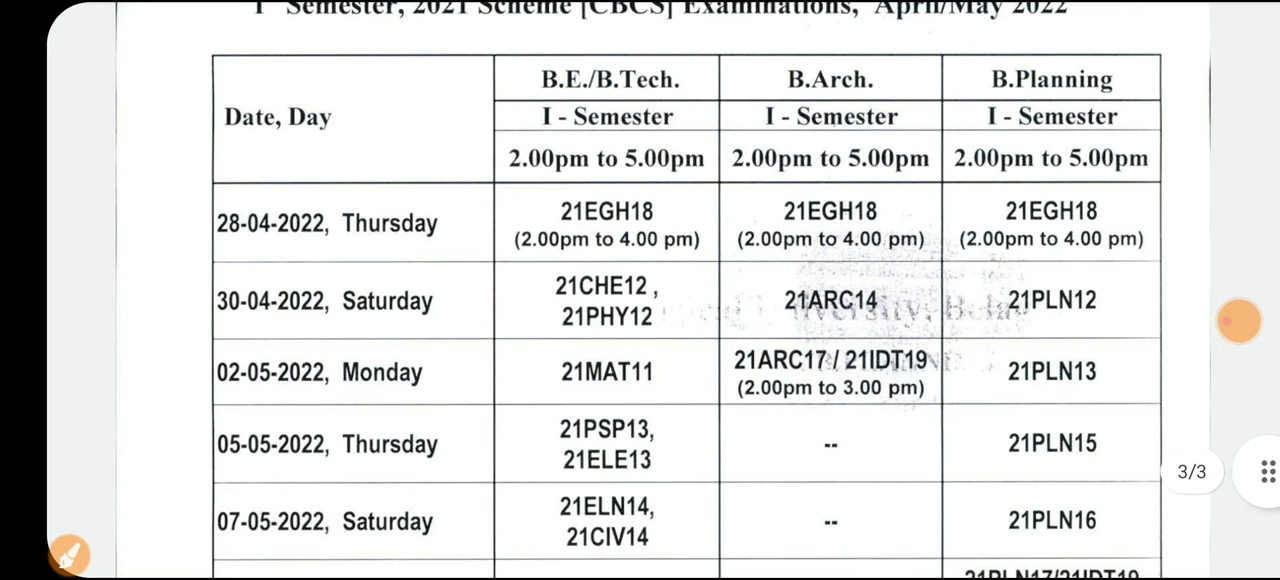 I Semester, 2021 Scheme [CBCS] Examinations, April/May 2022
Date, Day
B.E./B.Tech.
B.Arch.
B.Planning
I - Semester
I - Semester
I - Semester
2.00pm to 5.00pm
2.00pm to 5.00pm
2.00pm to 5.00pm
28-04-2022, Thursday
21EGH18
(2.00pm to 4.00 pm)
21EGH18
(2.00pm to 4.00 pm)
21EGH18
(2.00pm to 4.00 pm)
30-04-2022, Saturday
21CHE12 ,
21PHY12
21ARC14
21PLN12
02-05-2022, Monday
21MAT11
21ARC17 / 21IDT19
(2.00pm to 3.00 pm)
21PLN13
05-05-2022, Thursday
21PSP13,
21ELE13
--
21PLN15
07-05-2022, Saturday
21ELN14,
21CIV14
--
21PLN16
21PLN17/21IDT19
3/3